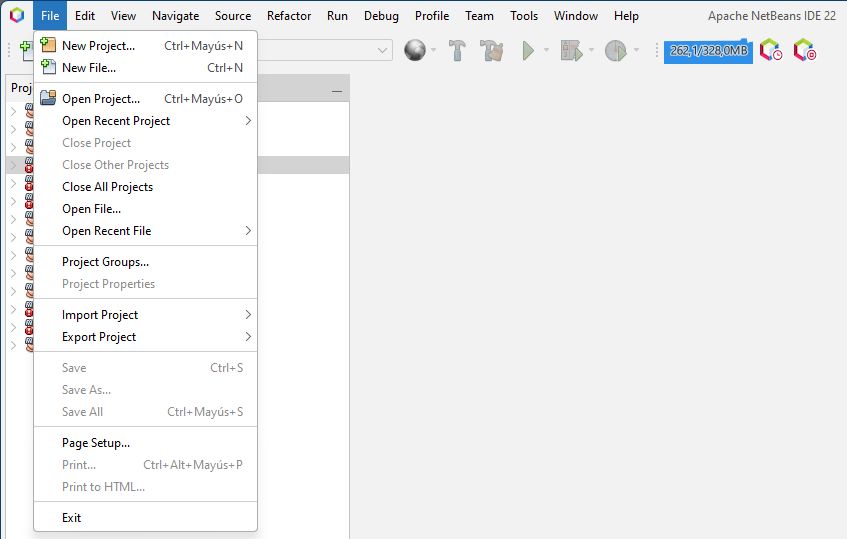 File Edit View Navigate Source Refactor Run Debug Profile Team Tools Window Help Apache NetBeans IDE 22
262,1/328,0MB
New Project... Ctrl+Mayús+N
New File... Ctrl+N
Open Project... Ctrl+Mayús+O
Open Recent Project
Close Project
Close Other Projects
Close All Projects
Open File...
Open Recent File
Project Groups...
Project Properties
Import Project
Export Project
Save Ctrl+S
Save As...
Save All Ctrl+Mayús+S
Page Setup...
Print... Ctrl+Alt+Mayús+P
Print to HTML...
Exit